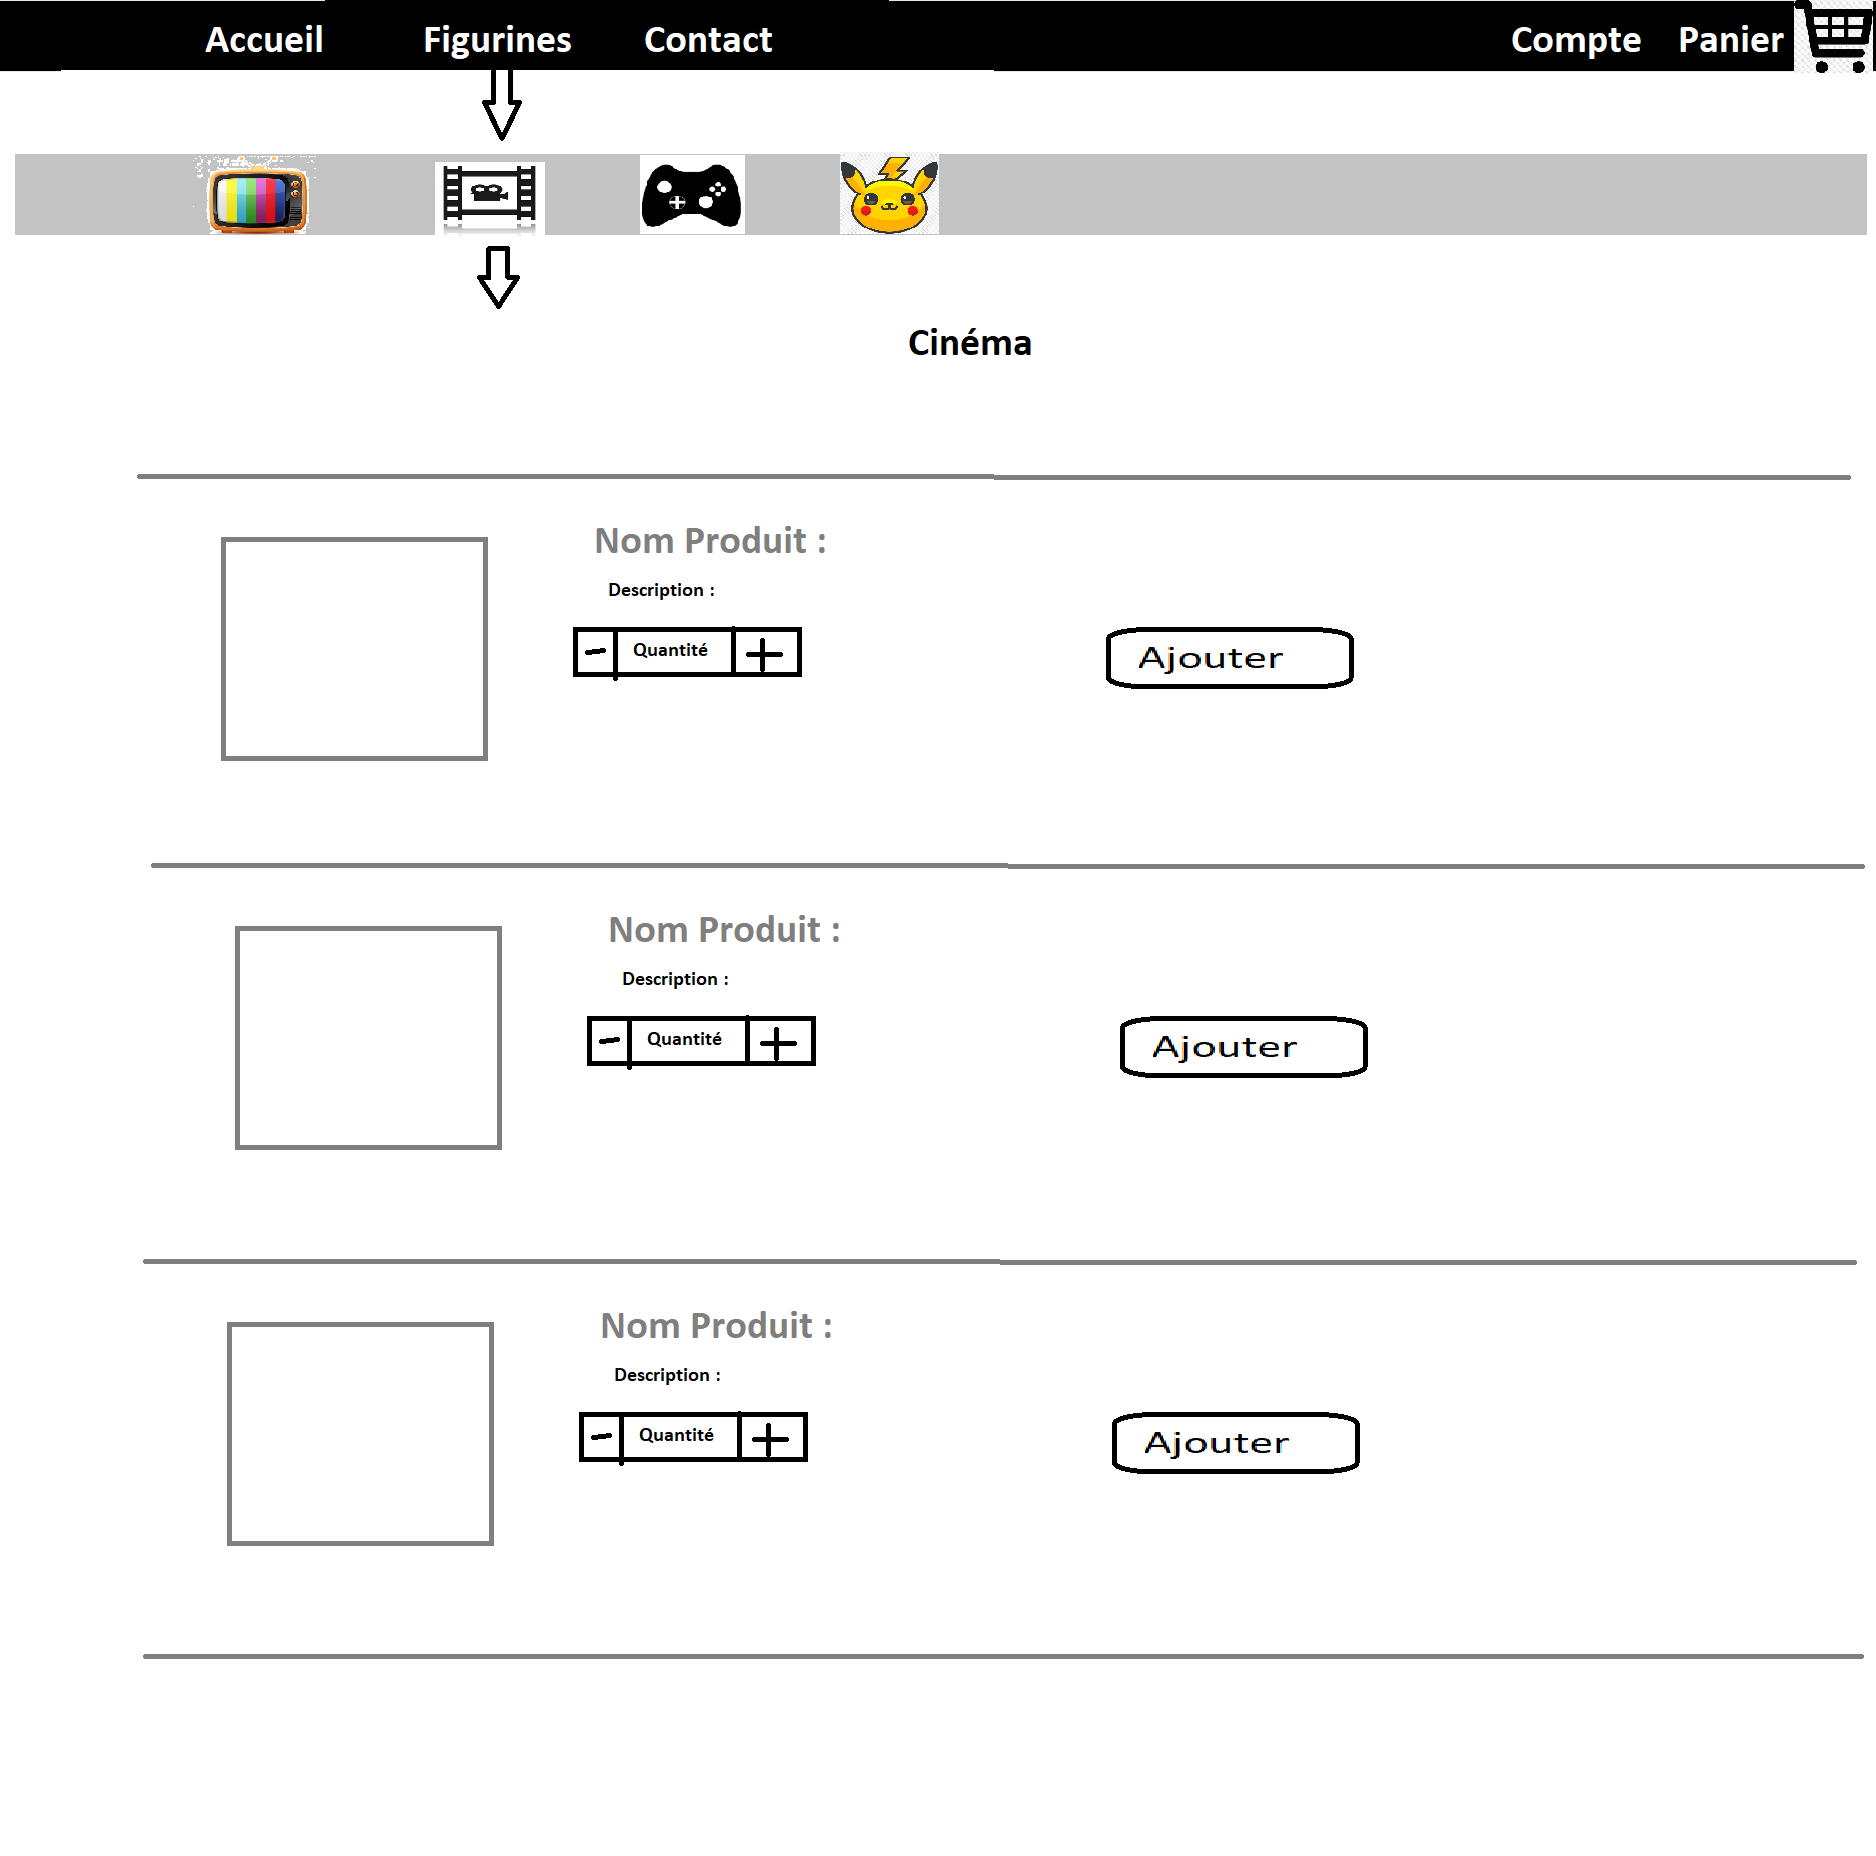 Accueil Figurines Contact Compte Panier
Cinéma
Nom Produit :
Description :
- Quantité +
Ajouter
Nom Produit :
Description :
- Quantité +
Ajouter
Nom Produit :
Description :
- Quantité +
Ajouter